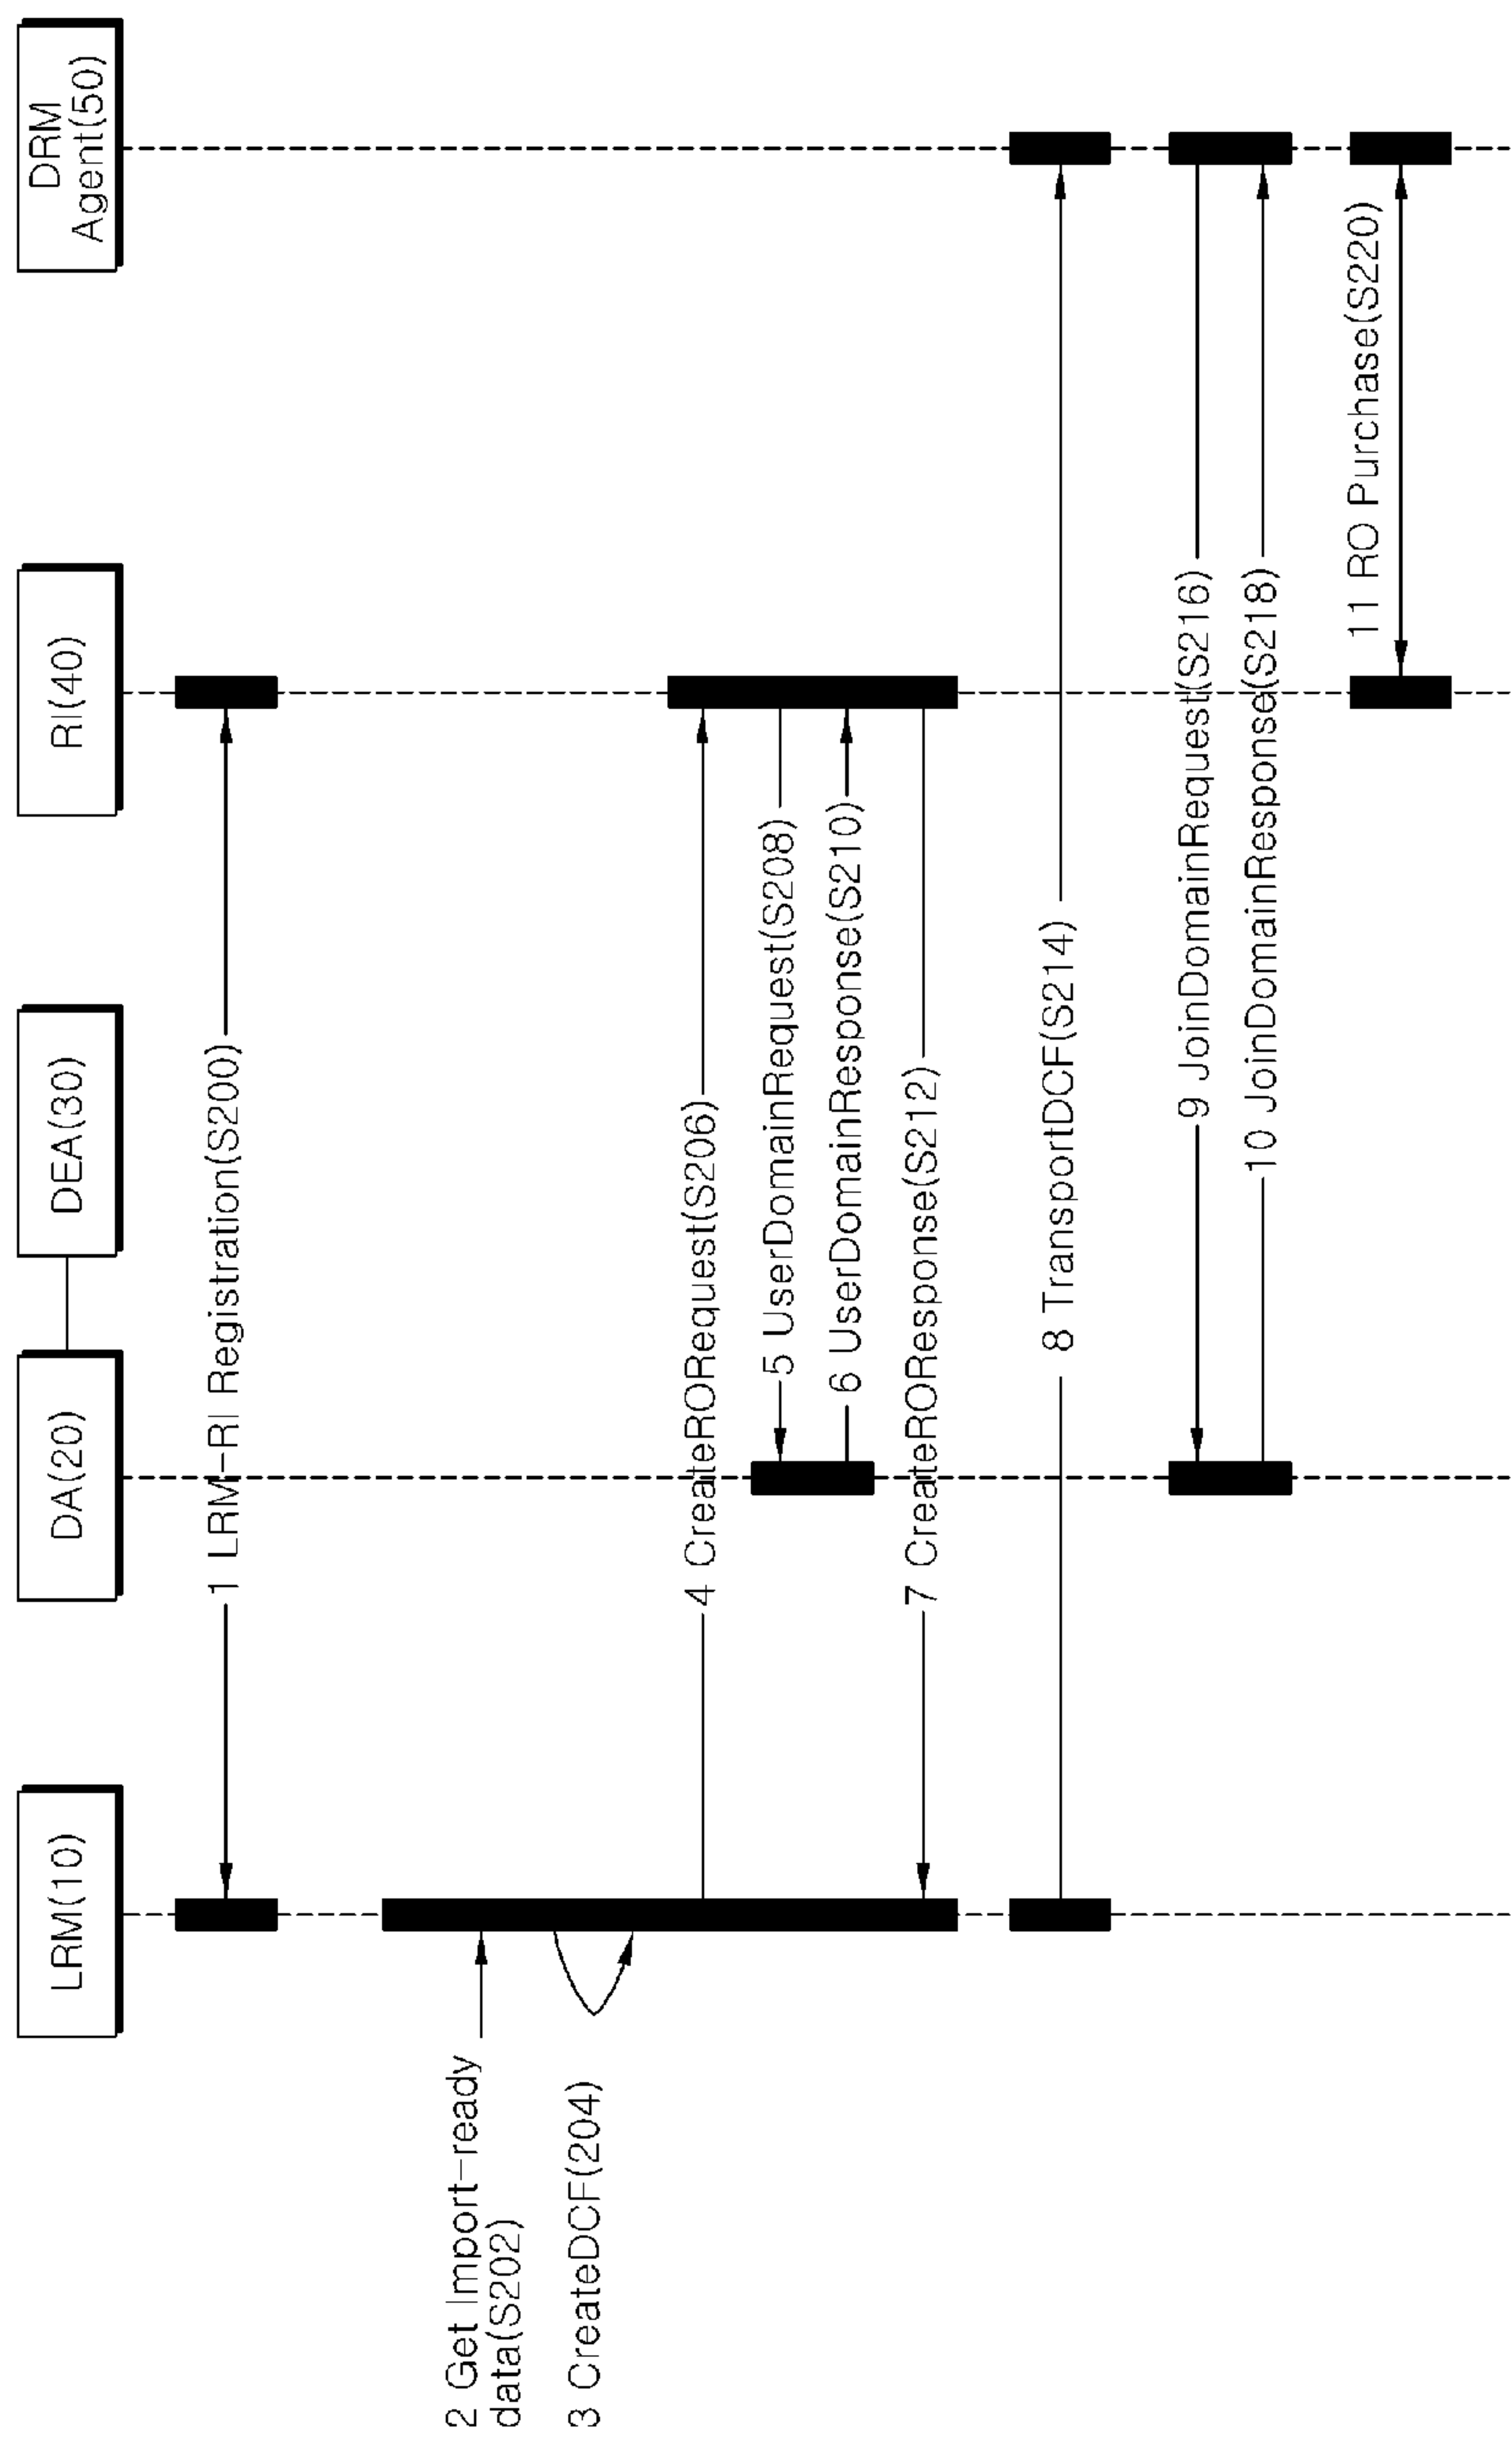 LRM(10)
DA(20)
DEA(30)
RI(40)
DRM
Agent(50)
1 LRM-RI Registration(S200)
2 Get Import-ready
data(S202)
3 CreateDCF(204)
4 CreateRORequest(S206)
5 UserDomainRequest(S208)
6 UserDomainResponse(S210)
7 CreateROResponse(S212)
8 TransportDCF(S214)
9 JoinDomainRequest(S216)
10 JoinDomainResponse(S218)
11 RO Purchase(S220)